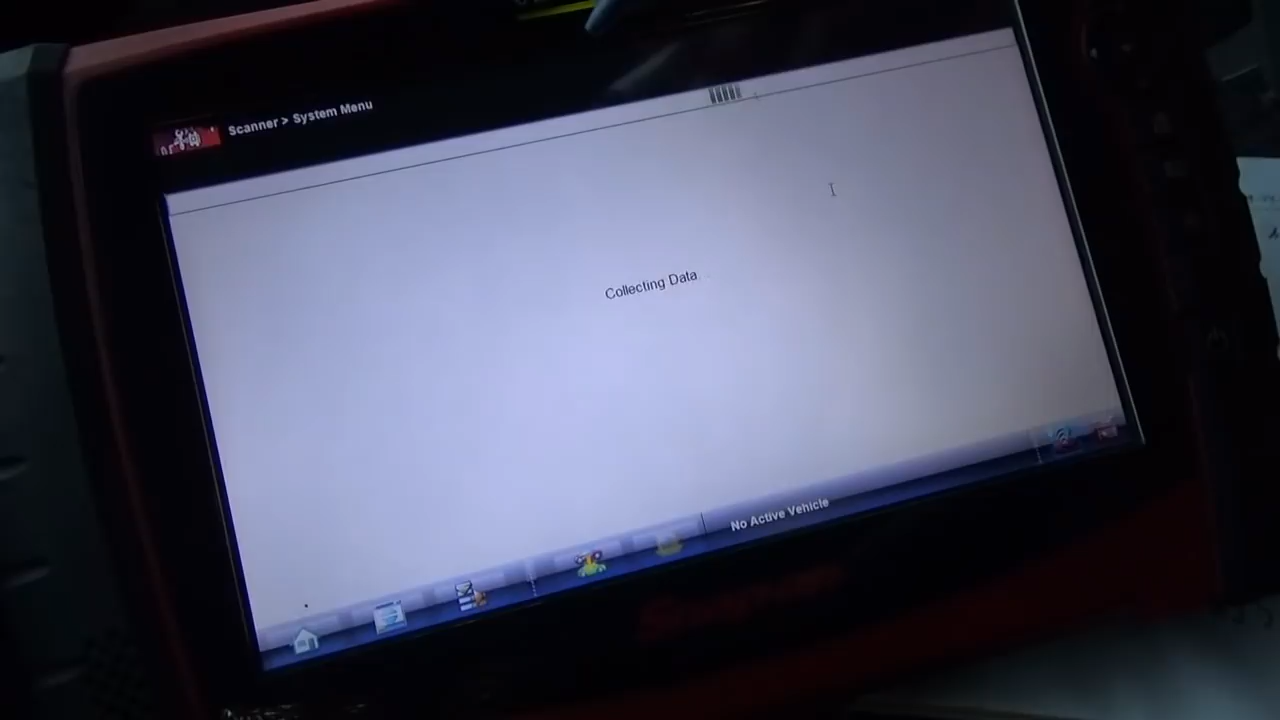 Scanner > System Menu
Collecting Data
No Active Vehicle